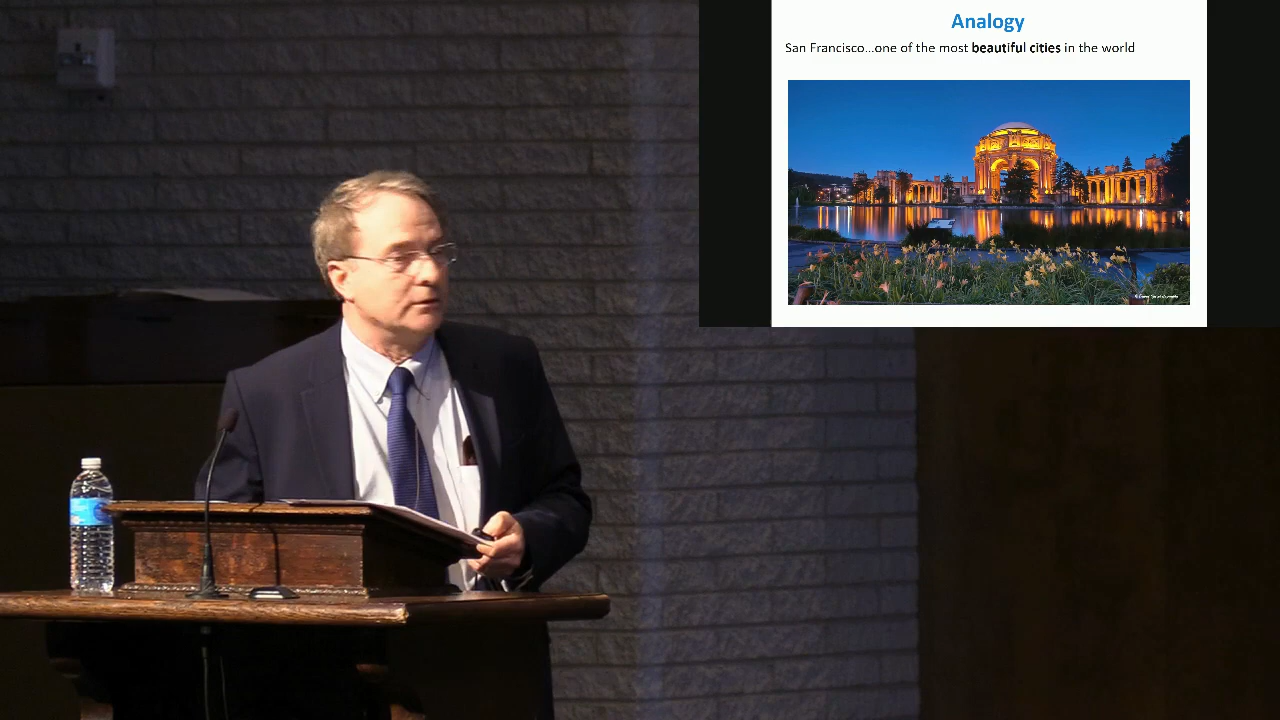 Analogy
San Francisco...one of the most beautiful cities in the world